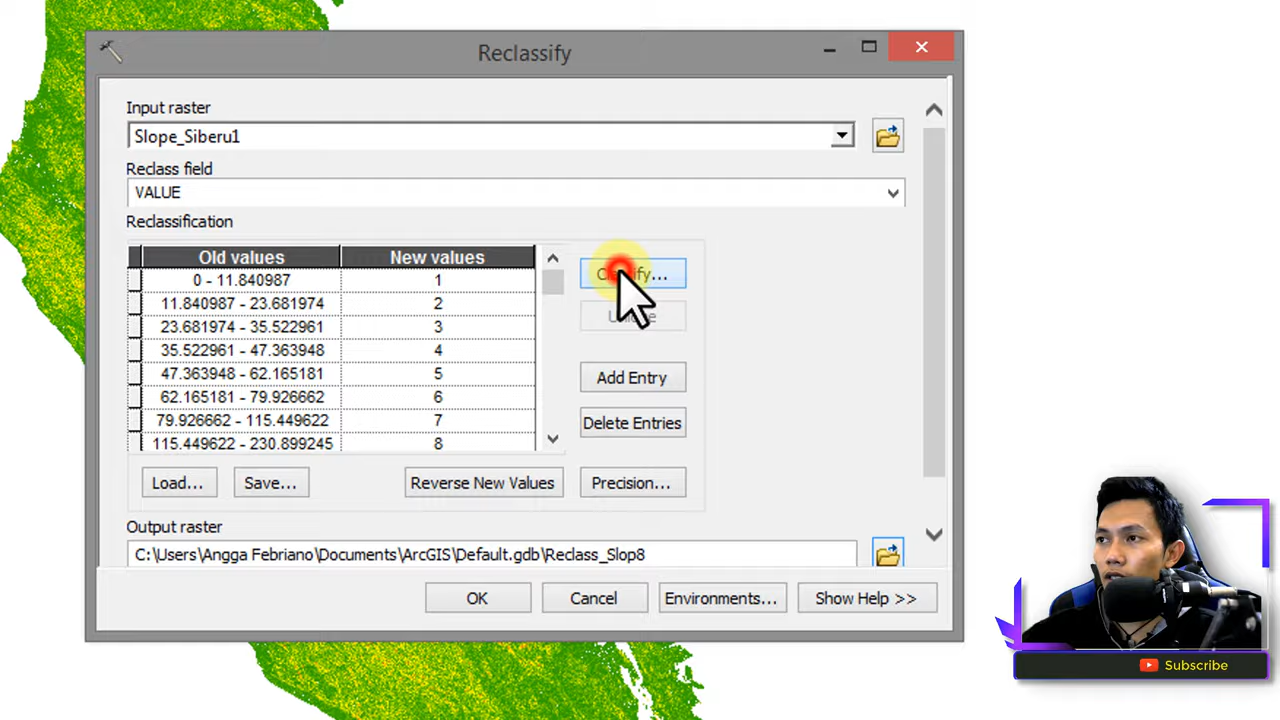 Reclassify
Input raster
Slope_Siberu1
Reclass field
VALUE
Reclassification
Old values New values
0 - 11.840987 1
11.840987 - 23.681974 2
23.681974 - 35.522961 3
35.522961 - 47.363948 4
47.363948 - 62.165181 5
62.165181 - 79.926662 6
79.926662 - 115.449622 7
115.449622 - 230.899245 8
Classify...
Unique
Add Entry
Delete Entries
Load... Save... Reverse New Values Precision...
Output raster
C:\Users\Angga Febriano\Documents\ArcGIS\Default.gdb\Reclass_Slop8
OK Cancel Environments... Show Help >>
Subscribe